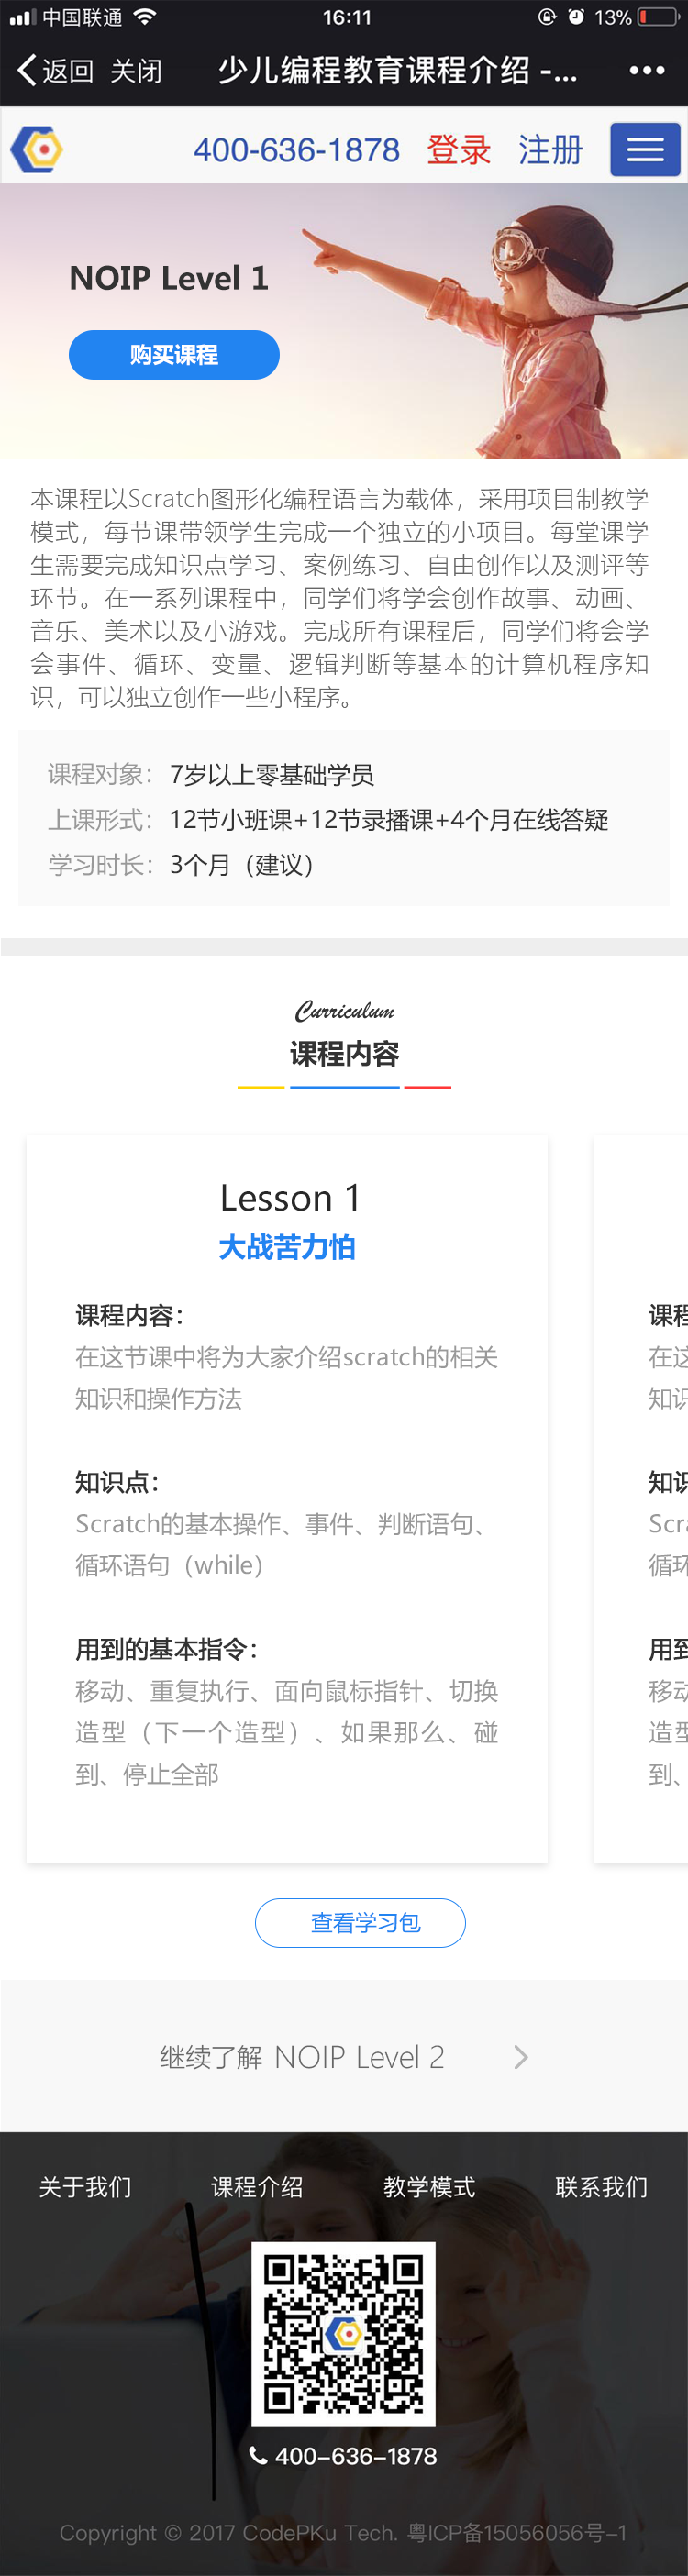 中国联通
16:11
13%
返回 关闭 少儿编程教育课程介绍 -...
400-636-1878 登录 注册
NOIP Level 1
购买课程
本课程以Scratch图形化编程语言为载体，采用项目制教学
模式，每节课带领学生完成一个独立的小项目。每堂课学
生需要完成知识点学习、案例练习、自由创作以及测评等
环节。在一系列课程中，同学们将学会创作故事、动画、
音乐、美术以及小游戏。完成所有课程后，同学们将会学
会事件、循环、变量、逻辑判断等基本的计算机程序知
识，可以独立创作一些小程序。
课程对象：7岁以上零基础学员
上课形式：12节小班课+12节录播课+4个月在线答疑
学习时长：3个月（建议）
Curriculum
课程内容
Lesson 1
大战苦力怕
课程内容：
在这节课中将为大家介绍scratch的相关
知识和操作方法
知识点：
Scratch的基本操作、事件、判断语句、
循环语句（while）
用到的基本指令：
移动、重复执行、面向鼠标指针、切换
造型（下一个造型）、如果那么、碰
到、停止全部
课程
在这
知识
知识
Scra
循环
用到
移动
造型
到、
查看学习包
继续了解 NOIP Level 2
关于我们 课程介绍 教学模式 联系我们
400-636-1878
Copyright © 2017 CodePKu Tech. 粤ICP备15056056号-1